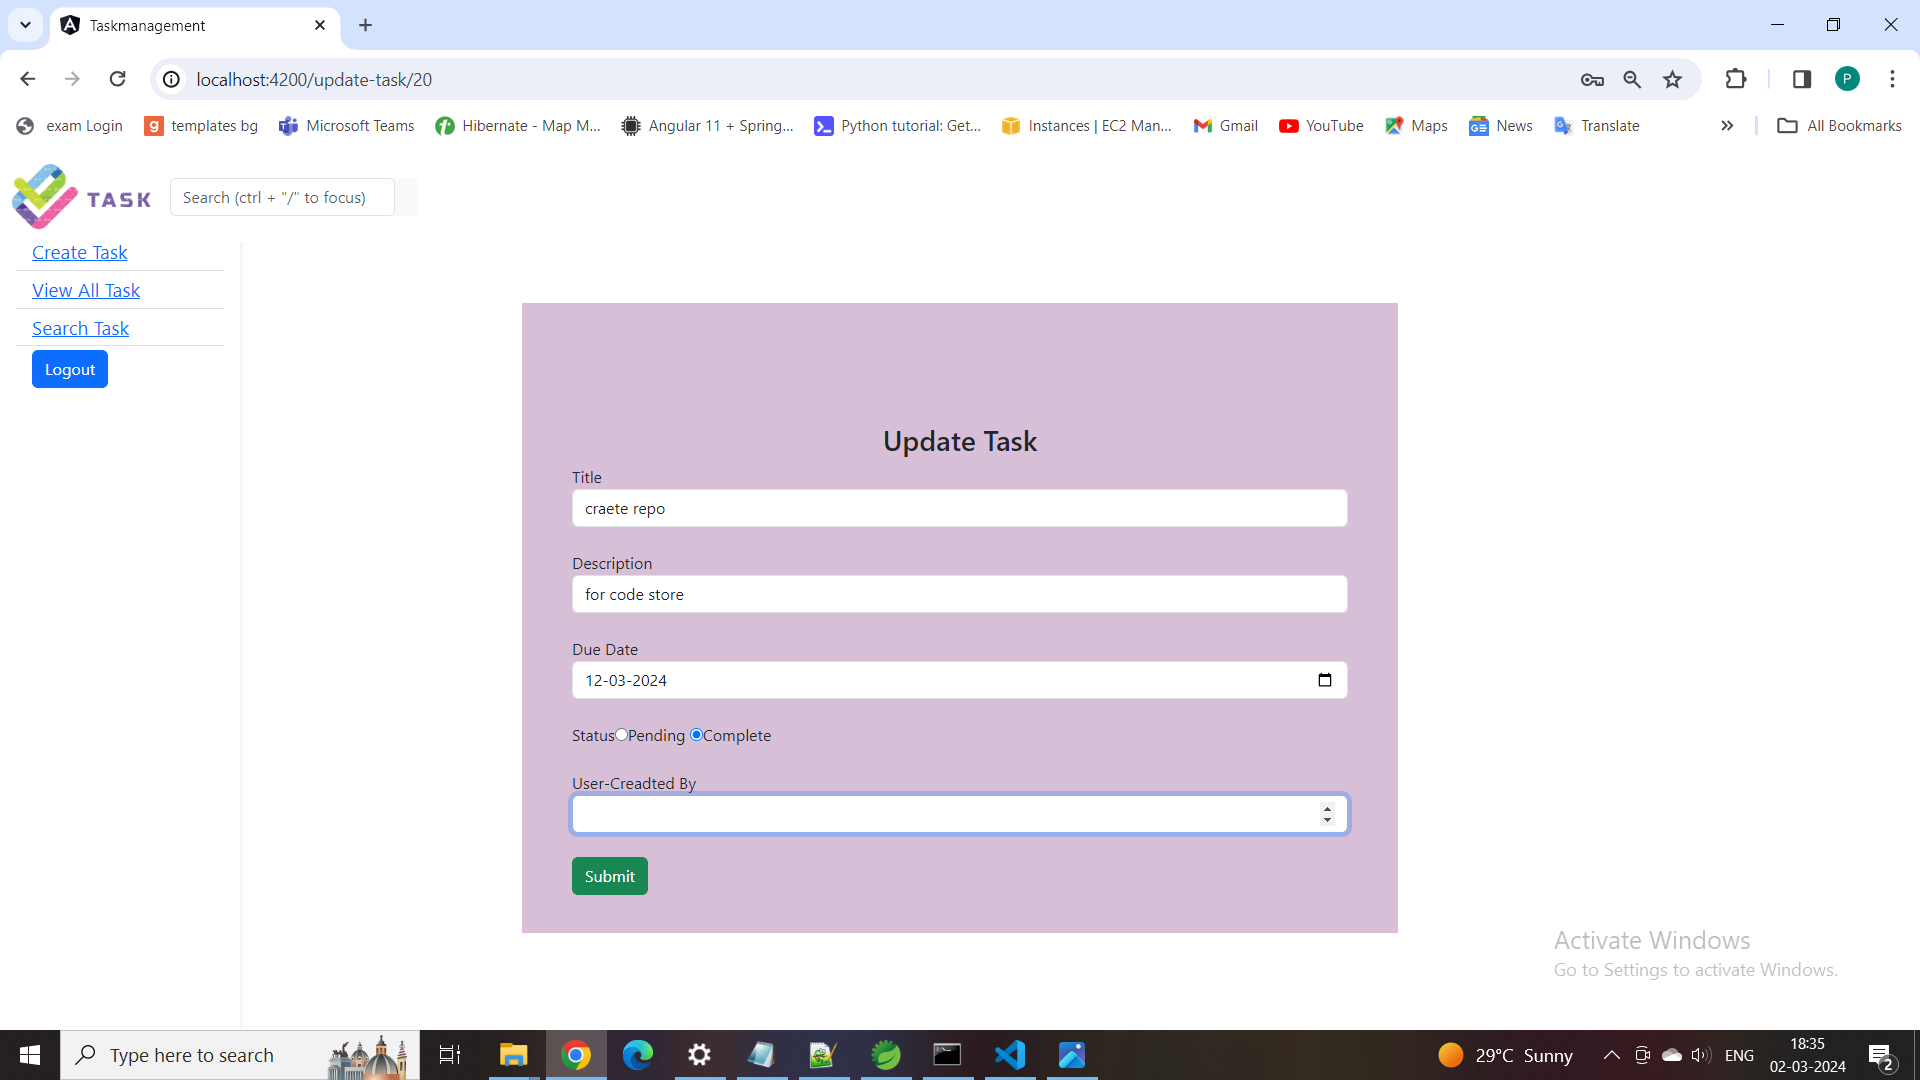 Taskmanagement
localhost:4200/update-task/20
P
exam Login
templates bg
Microsoft Teams
Hibernate - Map M...
Angular 11 + Spring...
Python tutorial: Get...
Instances | EC2 Man...
Gmail
YouTube
Maps
News
Translate
All Bookmarks
TASK
Search (ctrl + "/" to focus)
Create Task
View All Task
Search Task
Logout
Update Task
Title
craete repo
Description
for code store
Due Date
12-03-2024
Status Pending Complete
User-Creadted By
Submit
Activate Windows
Go to Settings to activate Windows.
Type here to search
29°C Sunny
ENG
18:35
02-03-2024
2